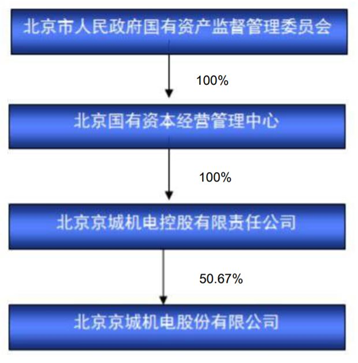 北京市人民政府国有资产监督管理委员会
100%
北京国有资本经营管理中心
100%
北京京城机电控股有限责任公司
50.67%
北京京城机电股份有限公司